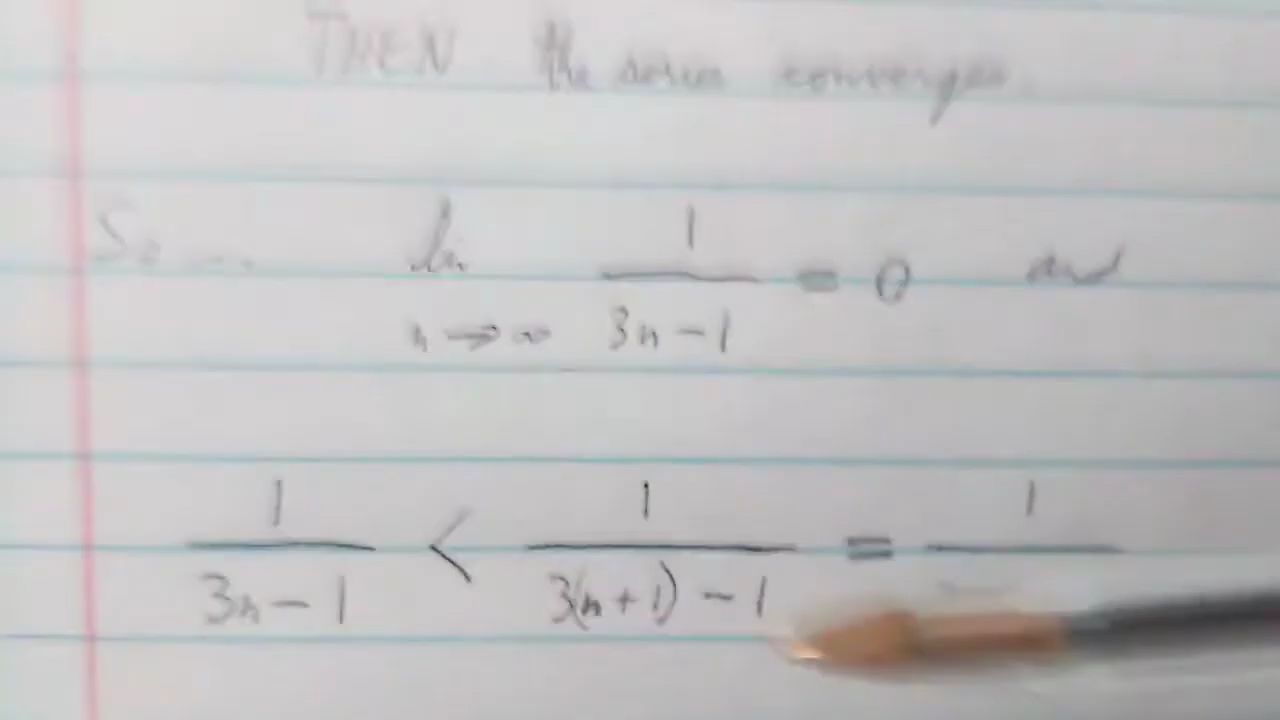 THEN the series converges.
So... lim n→∞ 1/(3n-1) = 0 and
1/(3n-1) < 1/(3(n+1)-1) = 1/